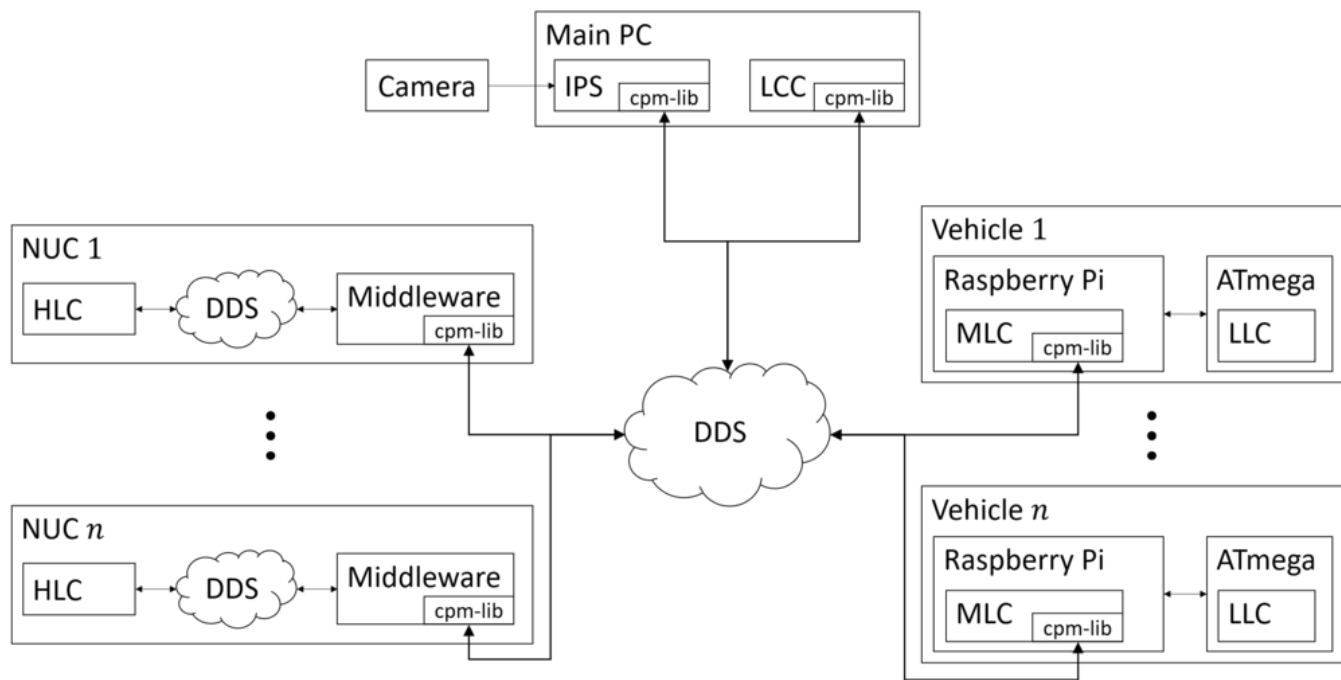 Main PC
Camera
IPS
cpm-lib
LCC
cpm-lib
NUC 1
HLC
DDS
Middleware
cpm-lib
Vehicle 1
Raspberry Pi
MLC
cpm-lib
ATmega
LLC
DDS
NUC n
HLC
DDS
Middleware
cpm-lib
Vehicle n
Raspberry Pi
MLC
cpm-lib
ATmega
LLC